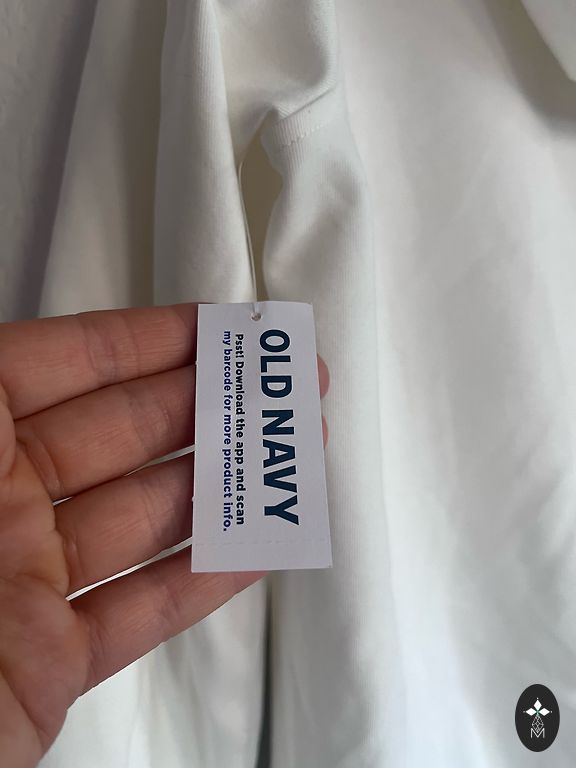 OLD NAVY
Psst! Download the app and scan
my barcode for more product info.
M